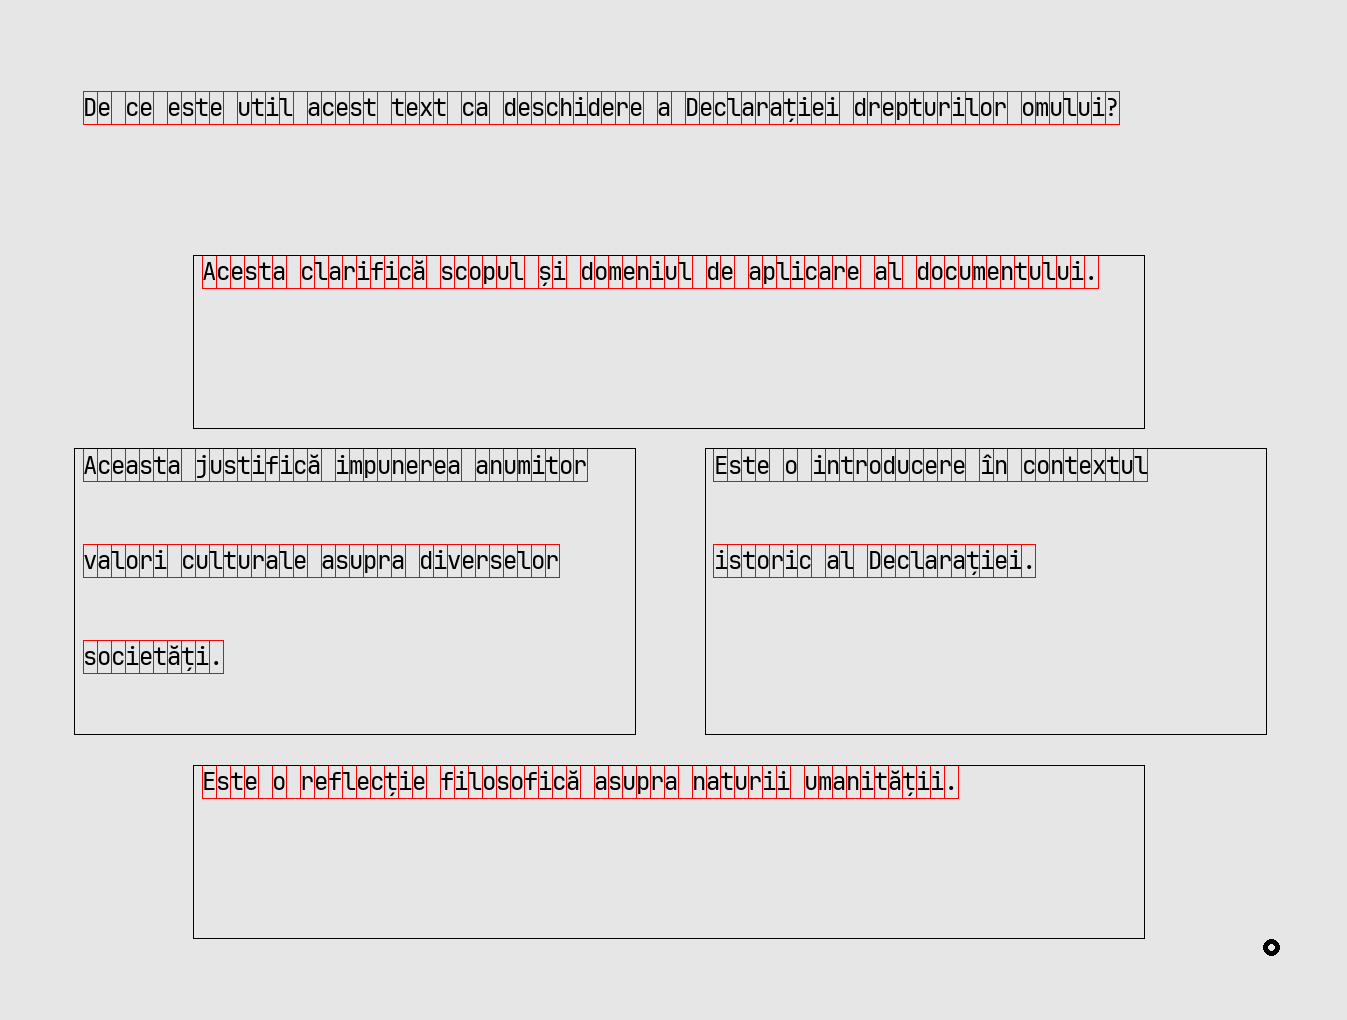 De ce este util acest text ca deschidere a Declarației drepturilor omului?
Acesta clarifică scopul și domeniul de aplicare al documentului.
Aceasta justifică impunerea anumitor
valori culturale asupra diverselor
societăți.
Este o introducere în contextul
istoric al Declarației.
Este o reflecție filosofică asupra naturii umanității.